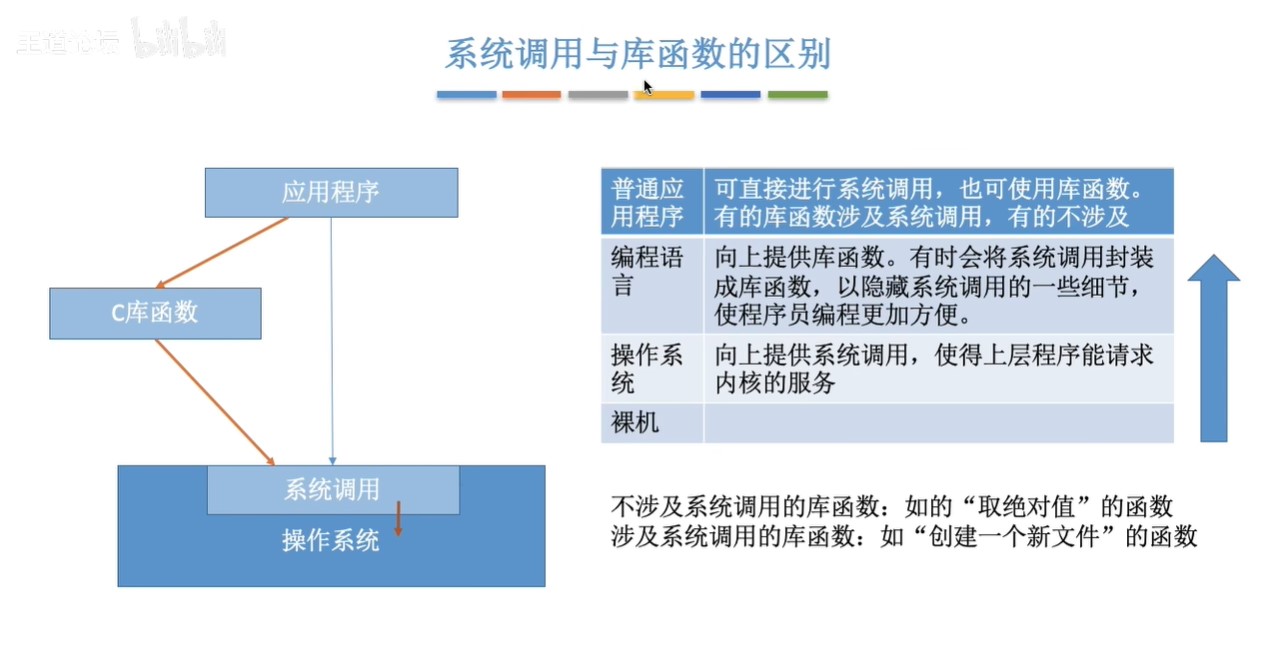 王道论坛 bilibili
系统调用与库函数的区别
应用程序
C库函数
系统调用
操作系统
普通应
用程序
可直接进行系统调用，也可使用库函数。
有的库函数涉及系统调用，有的不涉及
编程语
言
向上提供库函数。有时会将系统调用封装
成库函数，以隐藏系统调用的一些细节，
使程序员编程更加方便。
操作系
统
向上提供系统调用，使得上层程序能请求
内核的服务
裸机
不涉及系统调用的库函数：如的“取绝对值”的函数
涉及系统调用的库函数：如“创建一个新文件”的函数